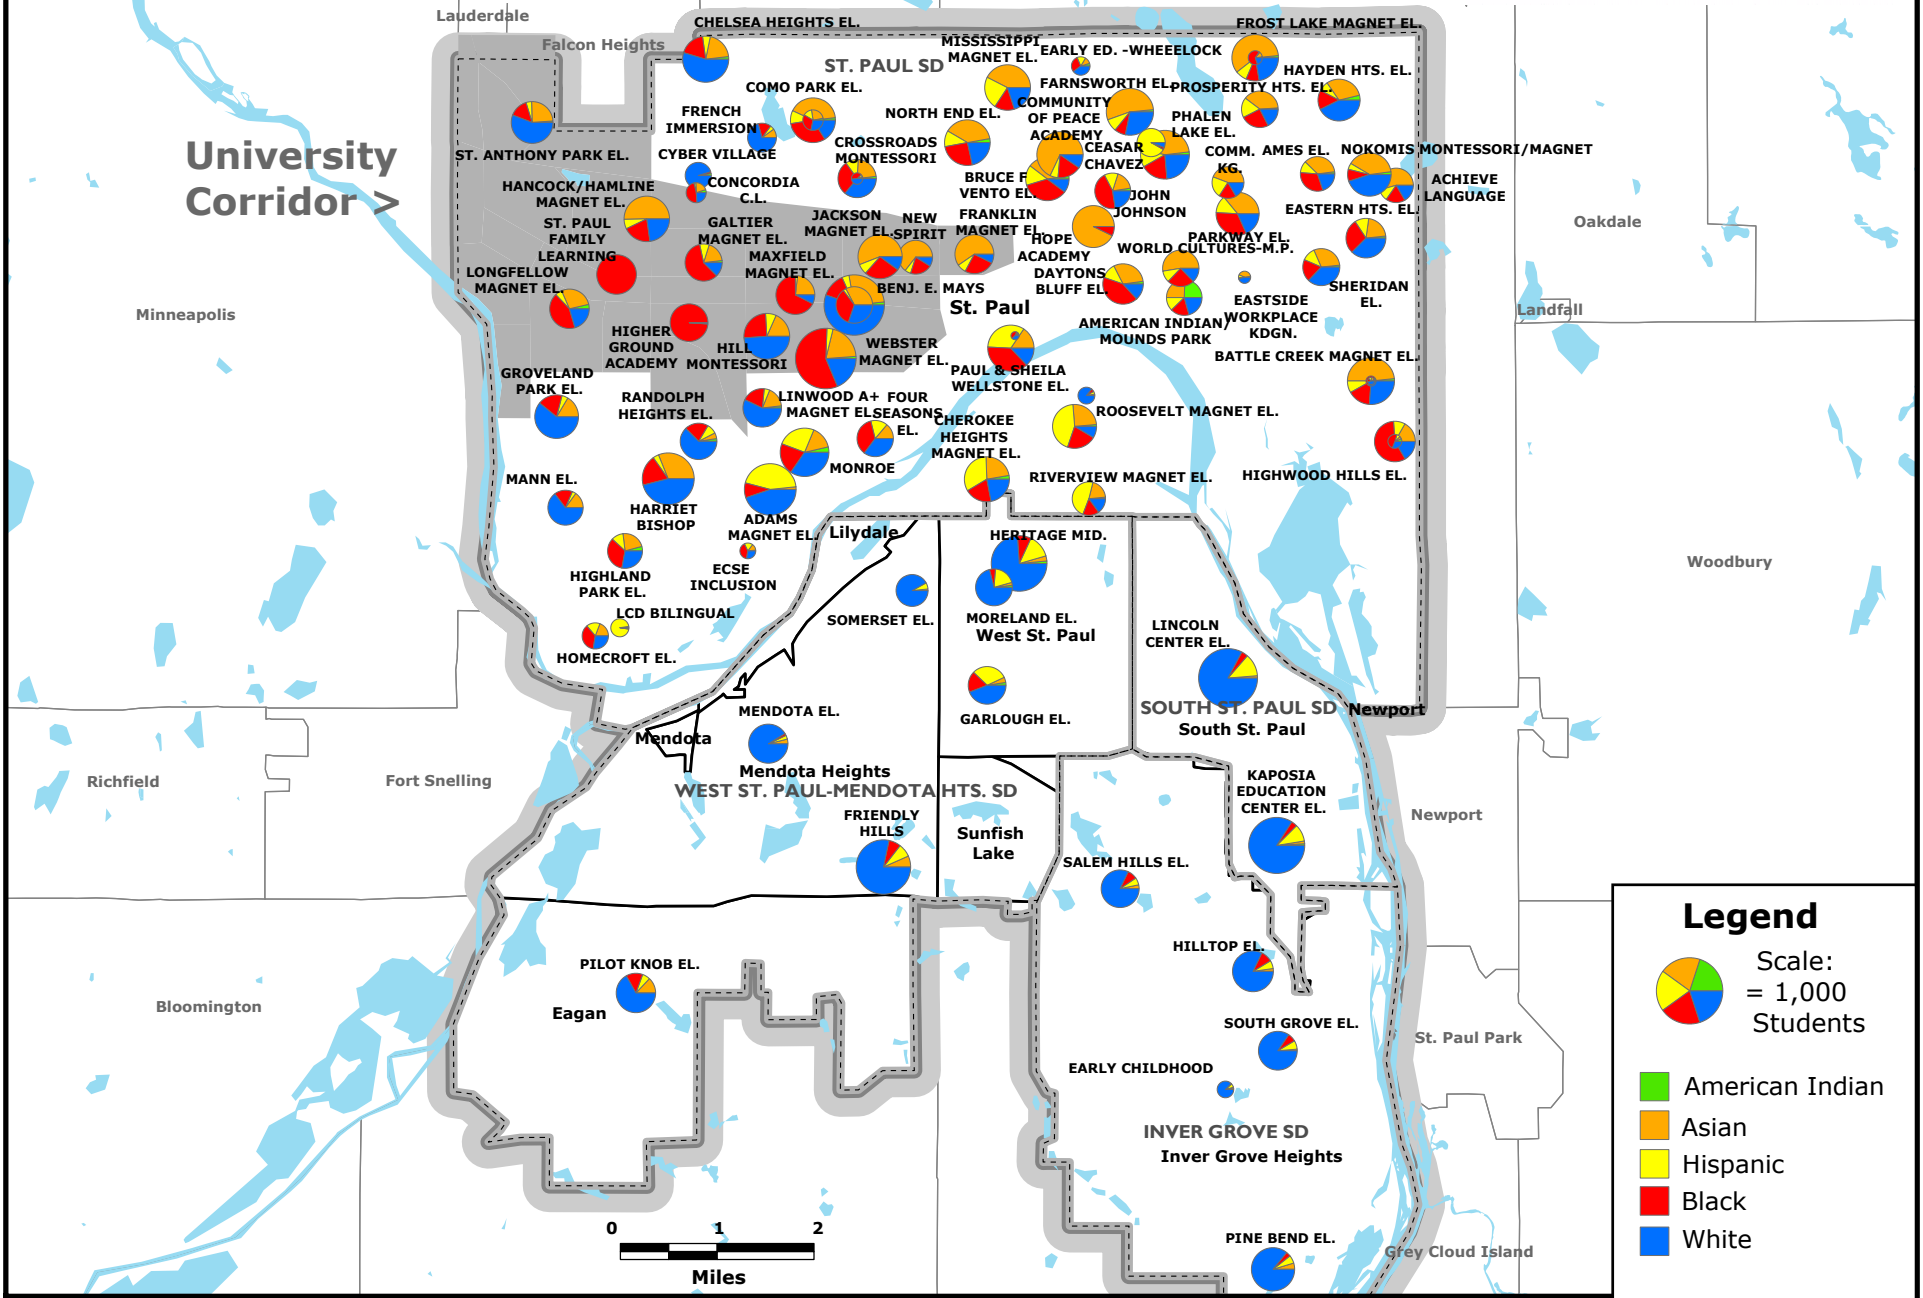 Lauderdale
Falcon Heights
CHELSEA HEIGHTS EL.
ST. PAUL SD
MISSISSIPPI
MAGNET EL.
EARLY ED. -WHEEELOCK
FROST LAKE MAGNET EL.
HAYDEN HTS. EL.
COMO PARK EL.
FARNSWORTH EL.
PROSPERITY HTS. EL.
FRENCH
IMMERSION
NORTH END EL.
COMMUNITY
OF PEACE
ACADEMY
PHALEN
LAKE EL.
University
Corridor >
ST. ANTHONY PARK EL.
CYBER VILLAGE
CROSSROADS
MONTESSORI
CEASAR
CHAVEZ
COMM.
KG.
AMES EL.
NOKOMIS MONTESSORI/MAGNET
HANCOCK/HAMLINE
MAGNET EL.
CONCORDIA
C.L.
BRUCE F
VENTO EL.
JOHN
JOHNSON
ACHIEVE
LANGUAGE
ST. PAUL
FAMILY
LEARNING
GALTIER
MAGNET EL.
JACKSON
MAGNET EL.
NEW
SPIRIT
FRANKLIN
MAGNET EL.
EASTERN HTS. EL.
Oakdale
HOPE
ACADEMY
PARKWAY EL.
WORLD CULTURES-M.P.
LONGFELLOW
MAGNET EL.
MAXFIELD
MAGNET EL.
DAYTONS
BLUFF EL.
BENJ. E. MAYS
SHERIDAN
EL.
St. Paul
EASTSIDE
WORKPLACE
KDGN.
Minneapolis
Landfall
HIGHER
GROUND
ACADEMY
HILL
MONTESSORI
WEBSTER
MAGNET EL.
AMERICAN INDIAN/
MOUNDS PARK
BATTLE CREEK MAGNET EL.
GROVELAND
PARK EL.
PAUL & SHEILA
WELLSTONE EL.
RANDOLPH
HEIGHTS EL.
LINWOOD A+
MAGNET EL.
FOUR
SEASONS
EL.
ROOSEVELT MAGNET EL.
CHEROKEE
HEIGHTS
MAGNET EL.
MONROE
MANN EL.
RIVERVIEW MAGNET EL.
HIGHWOOD HILLS EL.
HARRIET
BISHOP
ADAMS
MAGNET EL.
Lilydale
HERITAGE MID.
Woodbury
HIGHLAND
PARK EL.
ECSE
INCLUSION
LCD BILINGUAL
SOMERSET EL.
MORELAND EL.
West St. Paul
LINCOLN
CENTER EL.
HOMECROFT EL.
GARLOUGH EL.
SOUTH ST. PAUL SD
South St. Paul
Newport
MENDOTA EL.
Mendota
Mendota Heights
WEST ST. PAUL-MENDOTA HTS. SD
Richfield
Fort Snelling
KAPOSIA
EDUCATION
CENTER EL.
Newport
FRIENDLY
HILLS
Sunfish
Lake
SALEM HILLS EL.
HILLTOP EL.
PILOT KNOB EL.
Eagan
Bloomington
SOUTH GROVE EL.
St. Paul Park
EARLY CHILDHOOD
INVER GROVE SD
Inver Grove Heights
PINE BEND EL.
Grey Cloud Island
0 1 2
Miles
Legend
Scale:
= 1,000
Students
American Indian
Asian
Hispanic
Black
White